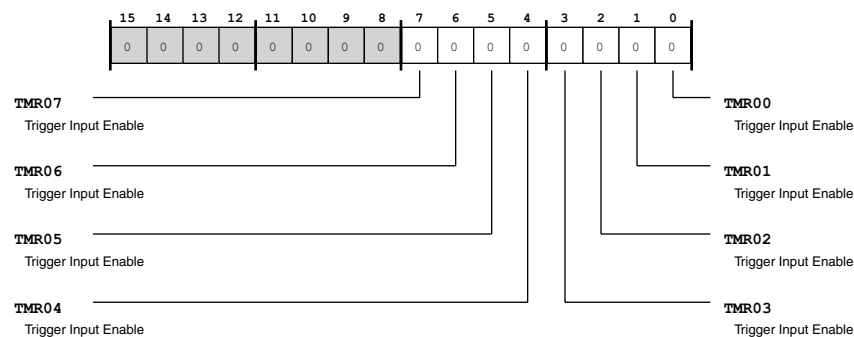 15 14 13 12 11 10 9 8 7 6 5 4 3 2 1 0
0 0 0 0 0 0 0 0 0 0 0 0 0 0 0 0
TMR07
Trigger Input Enable
TMR06
Trigger Input Enable
TMR05
Trigger Input Enable
TMR04
Trigger Input Enable
TMR00
Trigger Input Enable
TMR01
Trigger Input Enable
TMR02
Trigger Input Enable
TMR03
Trigger Input Enable